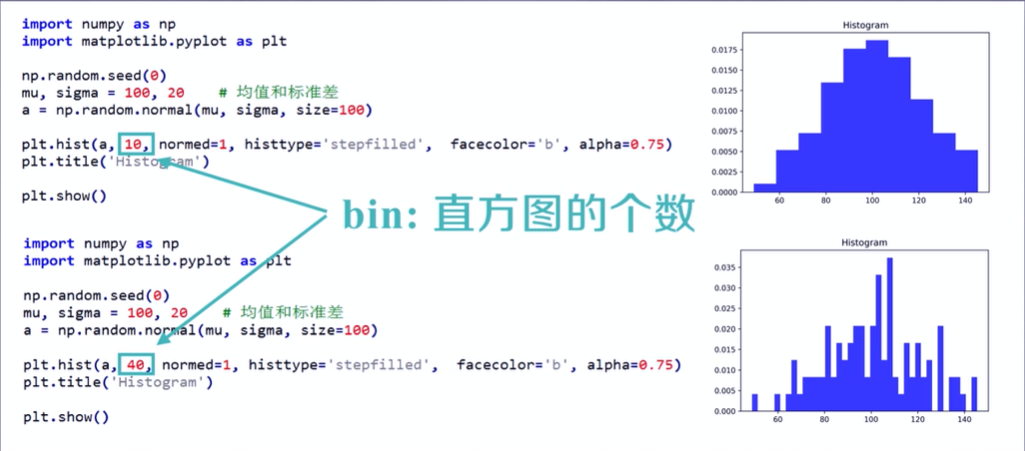 import numpy as np
import matplotlib.pyplot as plt
np.random.seed(0)
mu, sigma = 100, 20    # 均值和标准差
a = np.random.normal(mu, sigma, size=100)
plt.hist(a, 10, normed=1, histtype='stepfilled',  facecolor='b', alpha=0.75)
plt.title('Histogram')
plt.show()
bin: 直方图的个数
import numpy as np
import matplotlib.pyplot as plt
np.random.seed(0)
mu, sigma = 100, 20    # 均值和标准差
a = np.random.normal(mu, sigma, size=100)
plt.hist(a, 40, normed=1, histtype='stepfilled',  facecolor='b', alpha=0.75)
plt.title('Histogram')
plt.show()
Histogram
0.0175
0.0150
0.0125
0.0100
0.0075
0.0050
0.0025
0.0000
60 80 100 120 140
Histogram
0.035
0.030
0.025
0.020
0.015
0.010
0.005
0.000
60 80 100 120 140